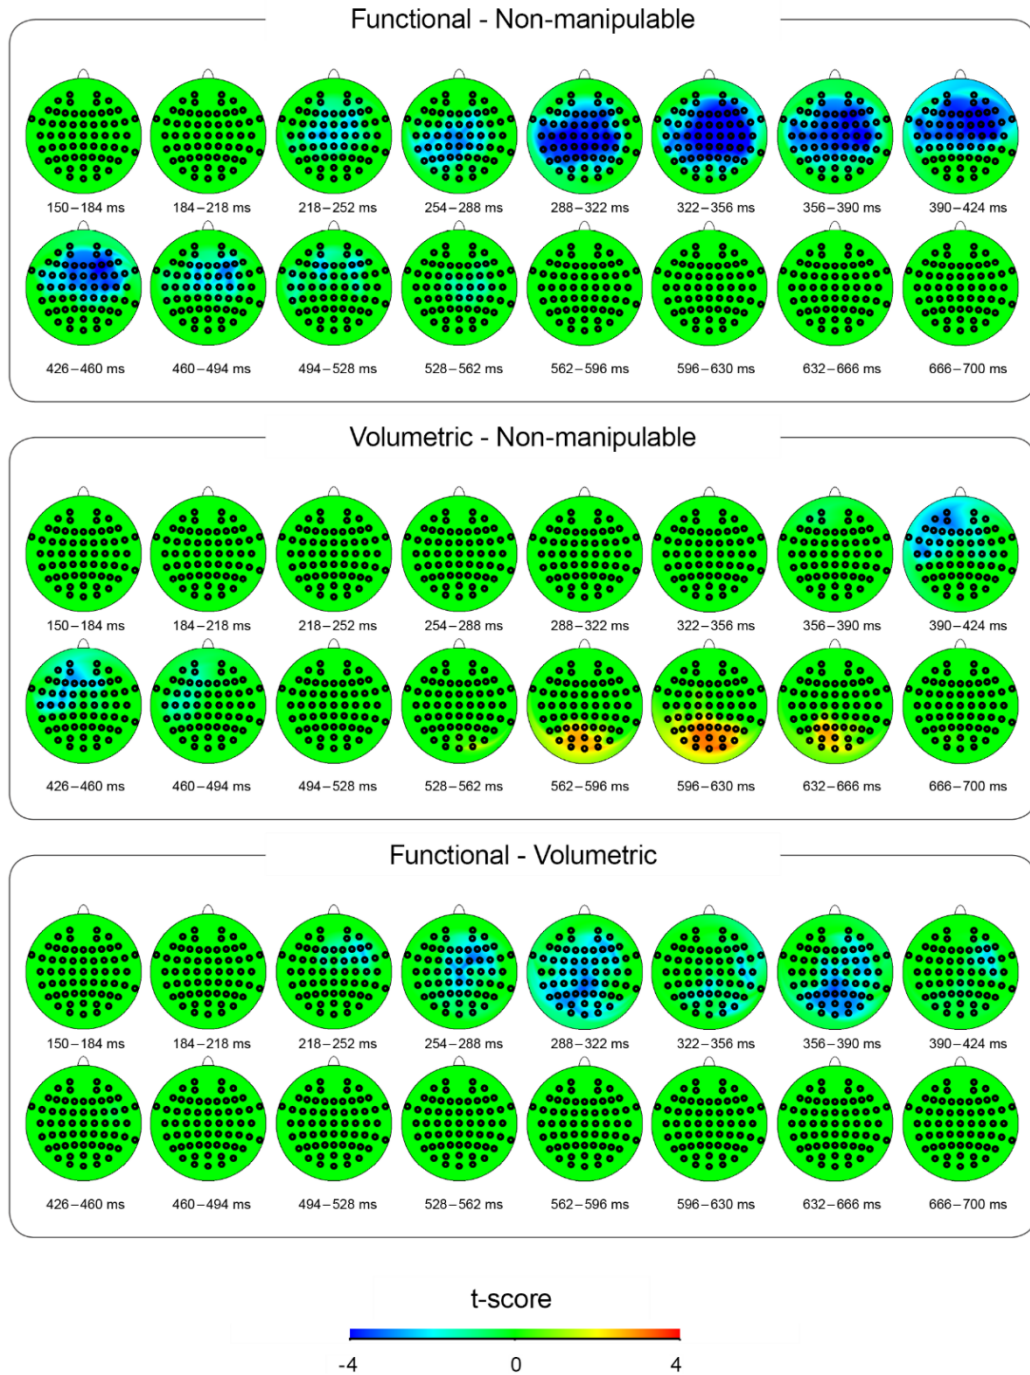 Functional - Non-manipulable
150–184 ms 184–218 ms 218–252 ms 254–288 ms 288–322 ms 322–356 ms 356–390 ms 390–424 ms
426–460 ms 460–494 ms 494–528 ms 528–562 ms 562–596 ms 596–630 ms 632–666 ms 666–700 ms
Volumetric - Non-manipulable
150–184 ms 184–218 ms 218–252 ms 254–288 ms 288–322 ms 322–356 ms 356–390 ms 390–424 ms
426–460 ms 460–494 ms 494–528 ms 528–562 ms 562–596 ms 596–630 ms 632–666 ms 666–700 ms
Functional - Volumetric
150–184 ms 184–218 ms 218–252 ms 254–288 ms 288–322 ms 322–356 ms 356–390 ms 390–424 ms
426–460 ms 460–494 ms 494–528 ms 528–562 ms 562–596 ms 596–630 ms 632–666 ms 666–700 ms
t-score
-4 0 4